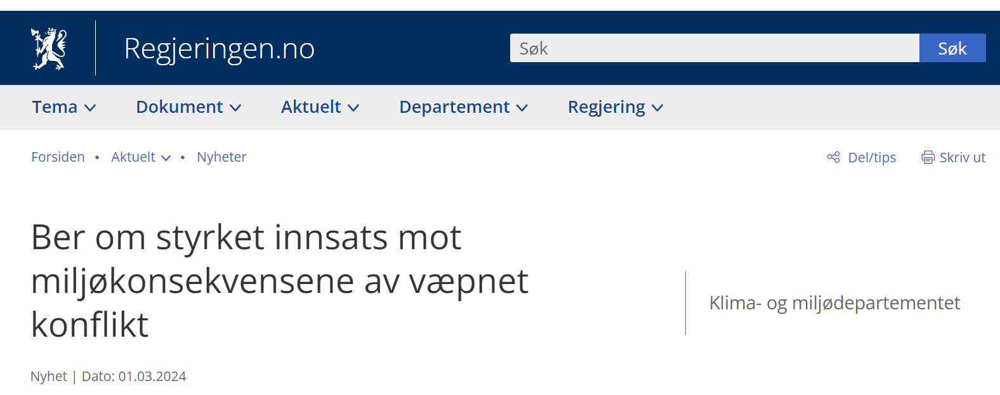 Regjeringen.no
Søk
Søk
Tema
Dokument
Aktuelt
Departement
Regjering
Forsiden • Aktuelt • Nyheter
Del/tips
Skriv ut
Ber om styrket innsats mot
miljøkonsekvensene av væpnet
konflikt
Klima- og miljødepartementet
Nyhet | Dato: 01.03.2024